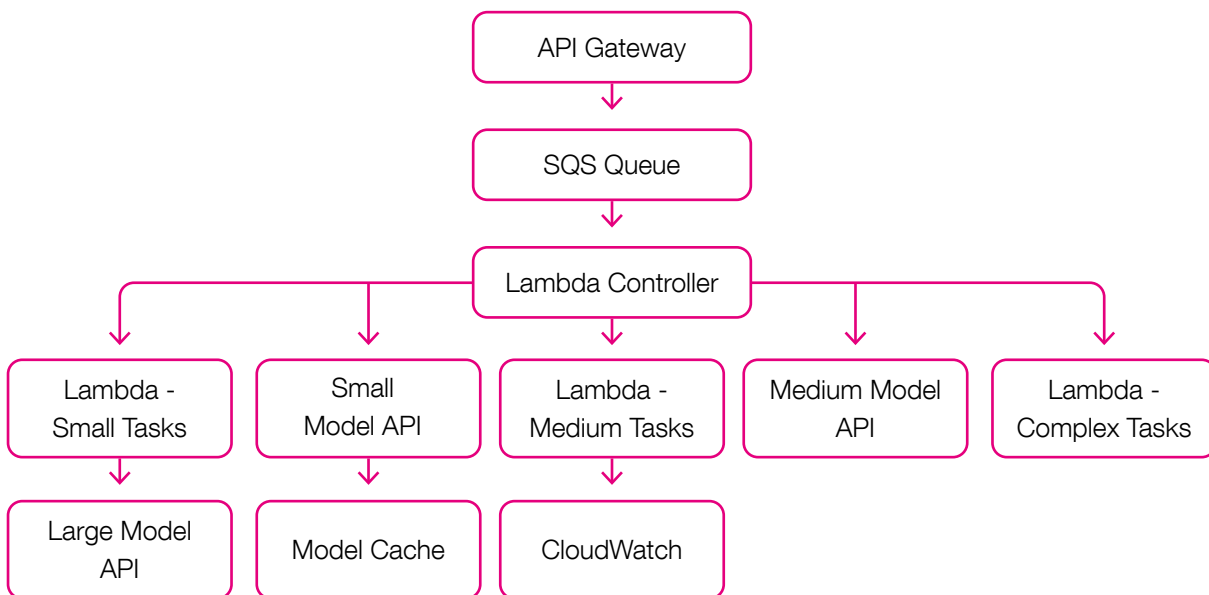 API Gateway
SQS Queue
Lambda Controller
Lambda -
Small Tasks
Small
Model API
Lambda -
Medium Tasks
Medium Model
API
Lambda -
Complex Tasks
Large Model
API
Model Cache
CloudWatch